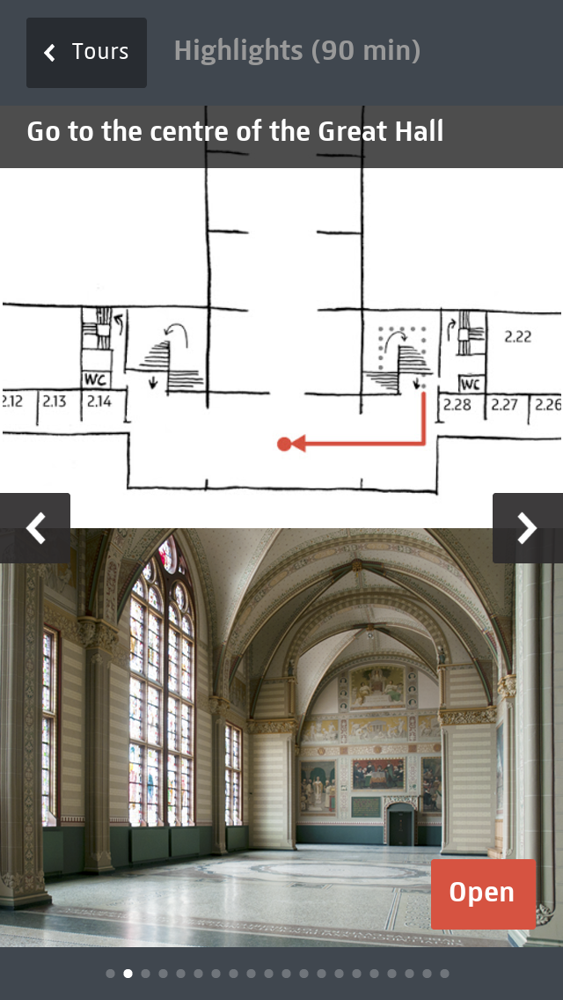 Tours
Highlights (90 min)
Go to the centre of the Great Hall
2.22
WC
WC
2.12 2.13 2.14
2.28 2.27 2.26
Open